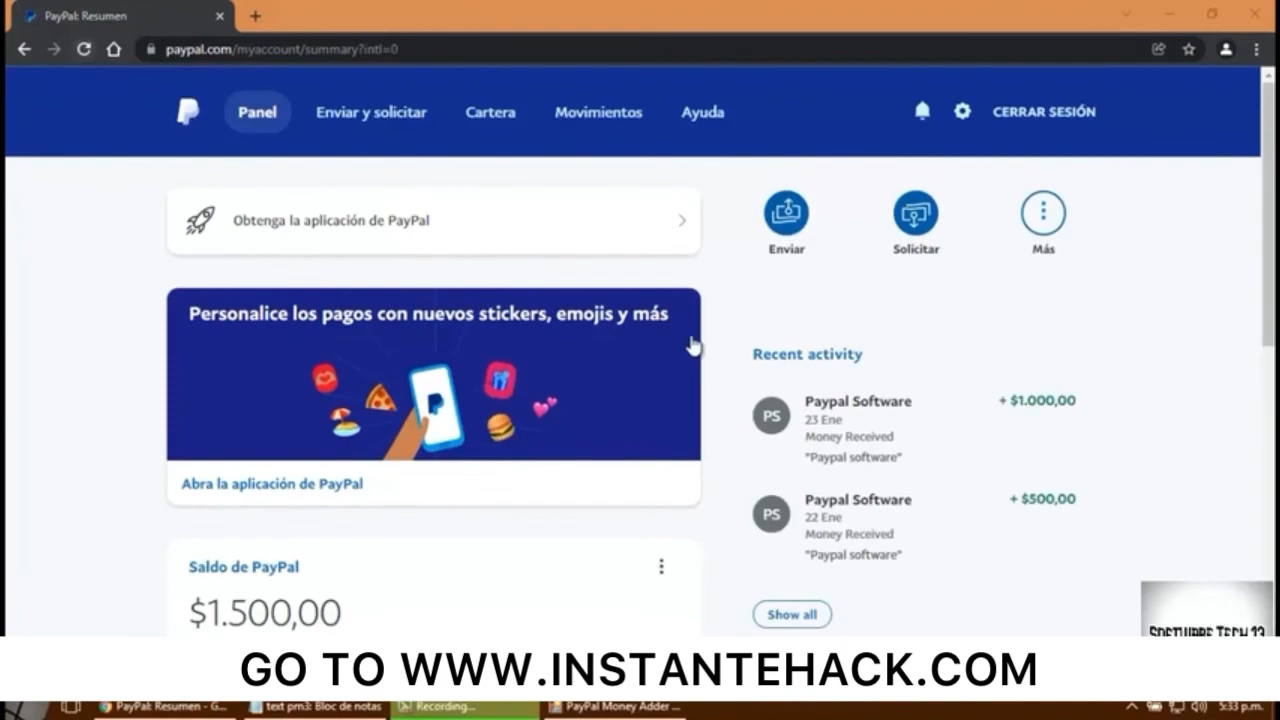 PayPal: Resumen
paypal.com/myaccount/summary?intl=0
Panel
Enviar y solicitar
Cartera
Movimientos
Ayuda
CERRAR SESIÓN
Obtenga la aplicación de PayPal
Enviar
Solicitar
Más
Personalice los pagos con nuevos stickers, emojis y más
Abra la aplicación de PayPal
Saldo de PayPal
$1.500,00
Recent activity
PS
Paypal Software
+ $1.000,00
23 Ene
Money Received
"Paypal software"
PS
Paypal Software
+ $500,00
22 Ene
Money Received
"Paypal software"
Show all
SOFTWARE TECH 13
GO TO WWW.INSTANTEHACK.COM
PayPal: Resumen - G...
text pm3: Bloc de notas
Recording...
PayPal Money Adder ...
5:33 p.m.